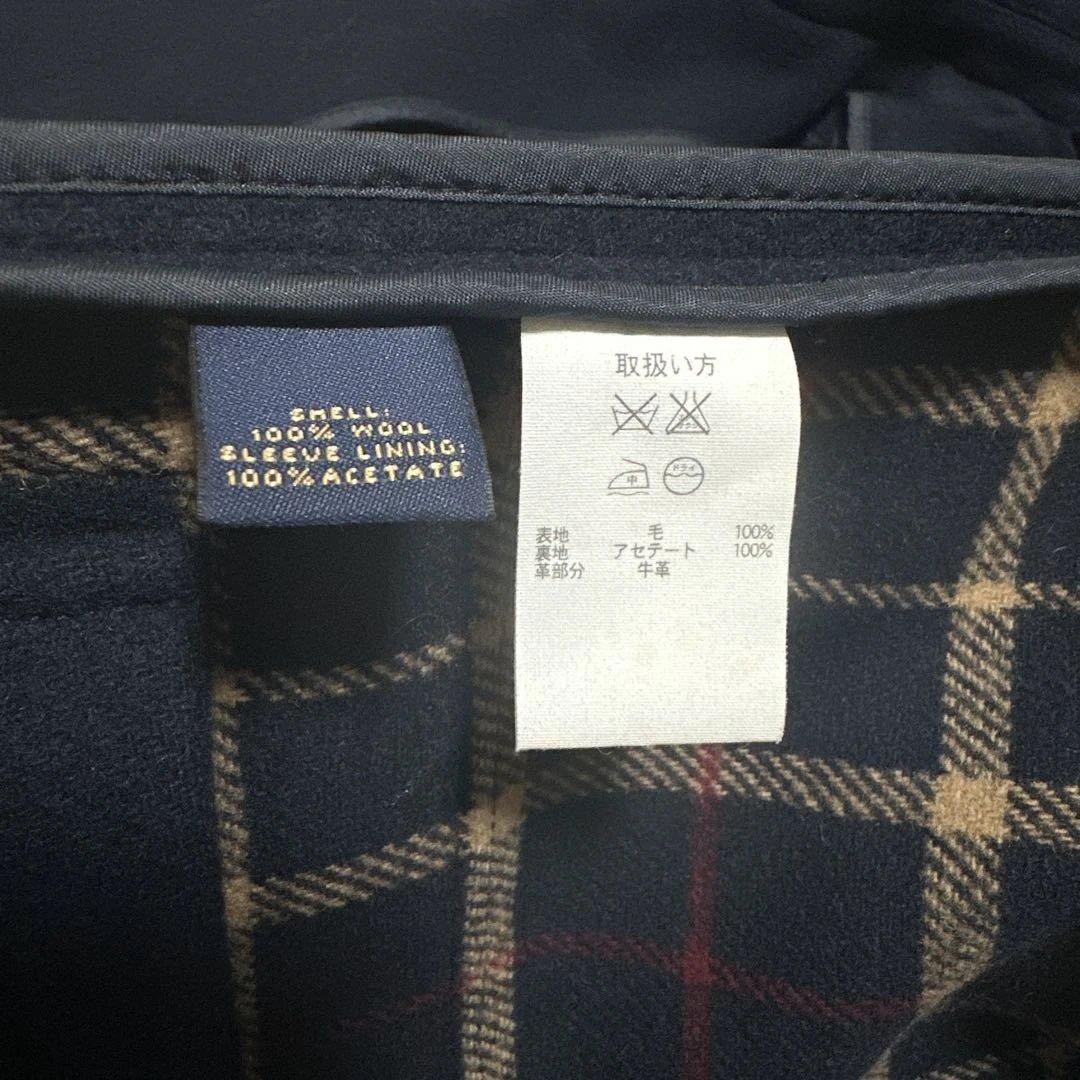 SHELL:
100% WOOL
SLEEVE LINING:
100% ACETATE
取扱い方
中 ドライ
表地 毛 100%
裏地 アセテート 100%
革部分 牛革